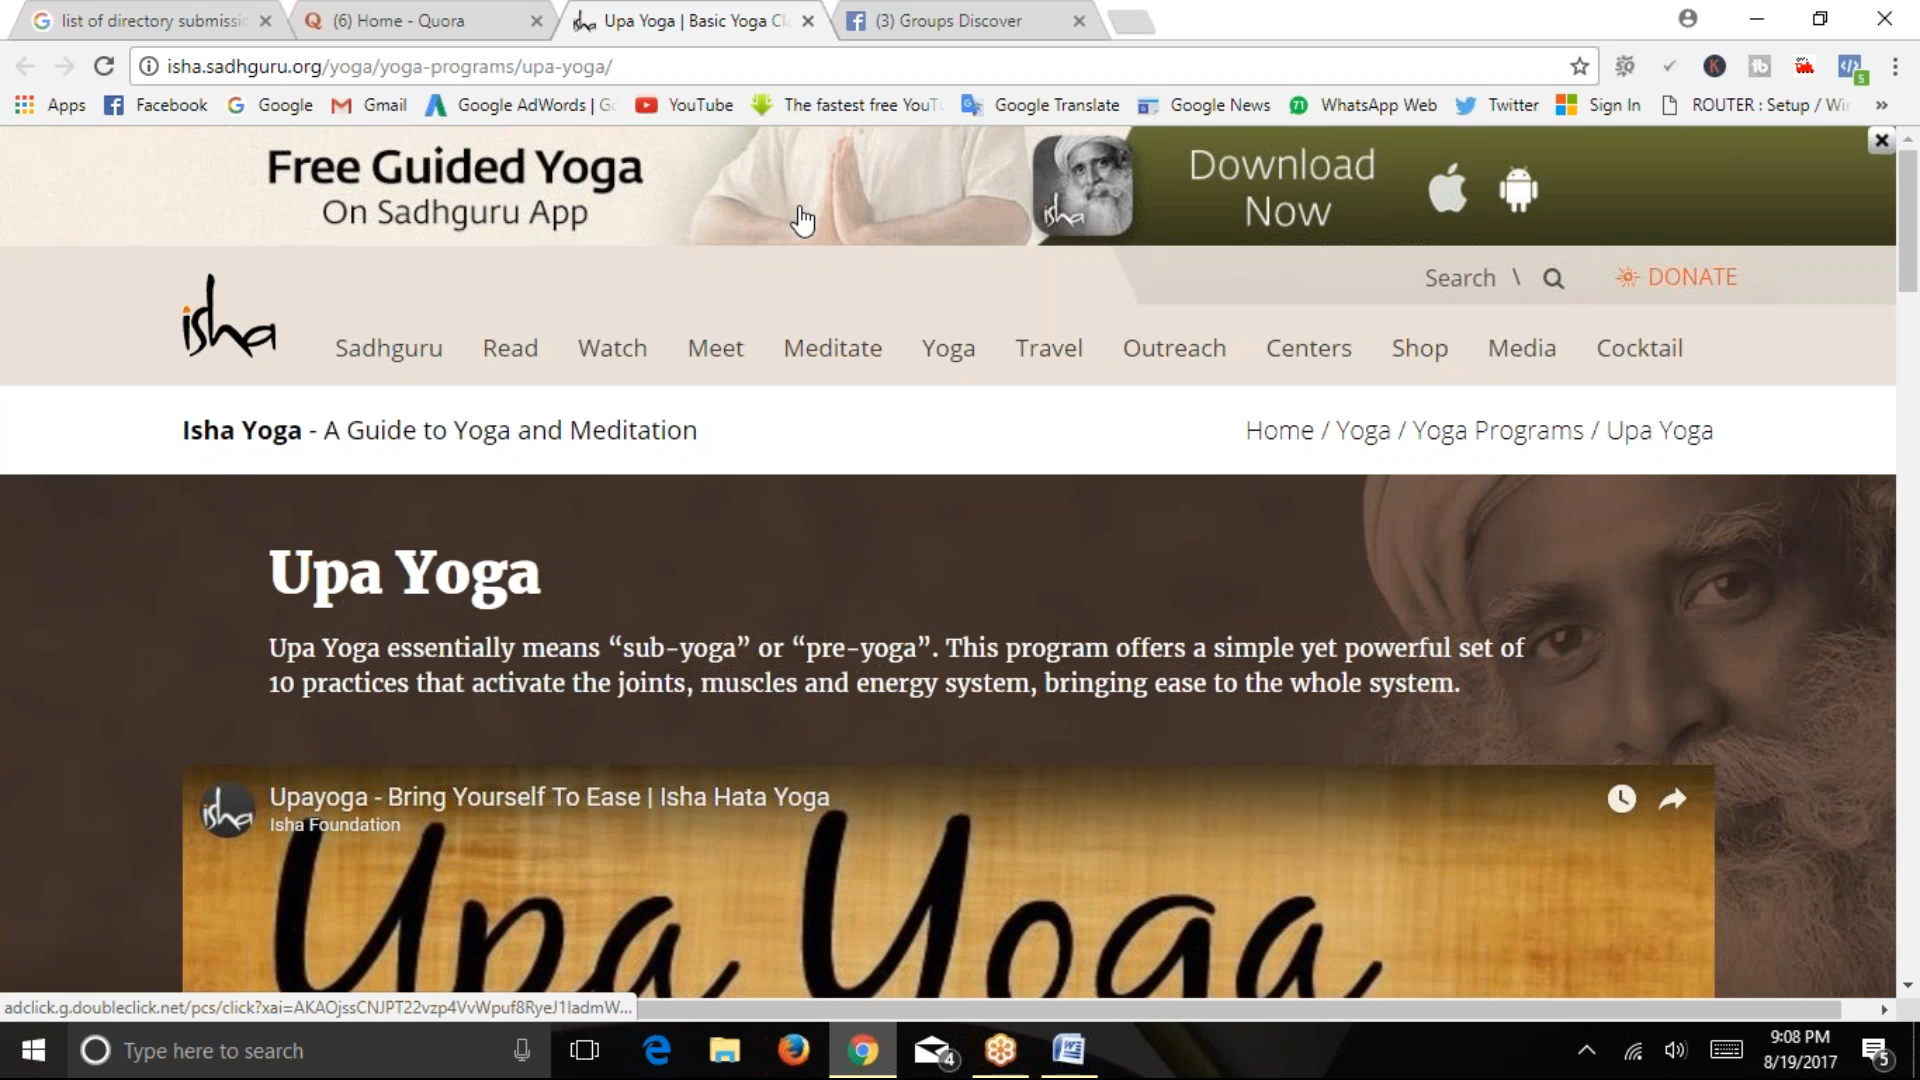 list of directory submissi
(6) Home - Quora
Upa Yoga | Basic Yoga Cl
(3) Groups Discover
isha.sadhguru.org/yoga/yoga-programs/upa-yoga/
Apps Facebook Google Gmail Google AdWords | G YouTube The fastest free YouT Google Translate Google News 71 WhatsApp Web Twitter Sign In ROUTER : Setup / Wi »
Free Guided Yoga
On Sadhguru App
isha
Download
Now
Search \
DONATE
isha
Sadhguru Read Watch Meet Meditate Yoga Travel Outreach Centers Shop Media Cocktail
Isha Yoga - A Guide to Yoga and Meditation
Home / Yoga / Yoga Programs / Upa Yoga
Upa Yoga
Upa Yoga essentially means “sub-yoga” or “pre-yoga”. This program offers a simple yet powerful set of
10 practices that activate the joints, muscles and energy system, bringing ease to the whole system.
isha
Upayoga - Bring Yourself To Ease | Isha Hata Yoga
Isha Foundation
Upa Yoga
adclick.g.doubleclick.net/pcs/click?xai=AKAOjssCNJPT22vzp4VvWpuf8RyeJ1IadmW...
Type here to search
4
9:08 PM
8/19/2017
5